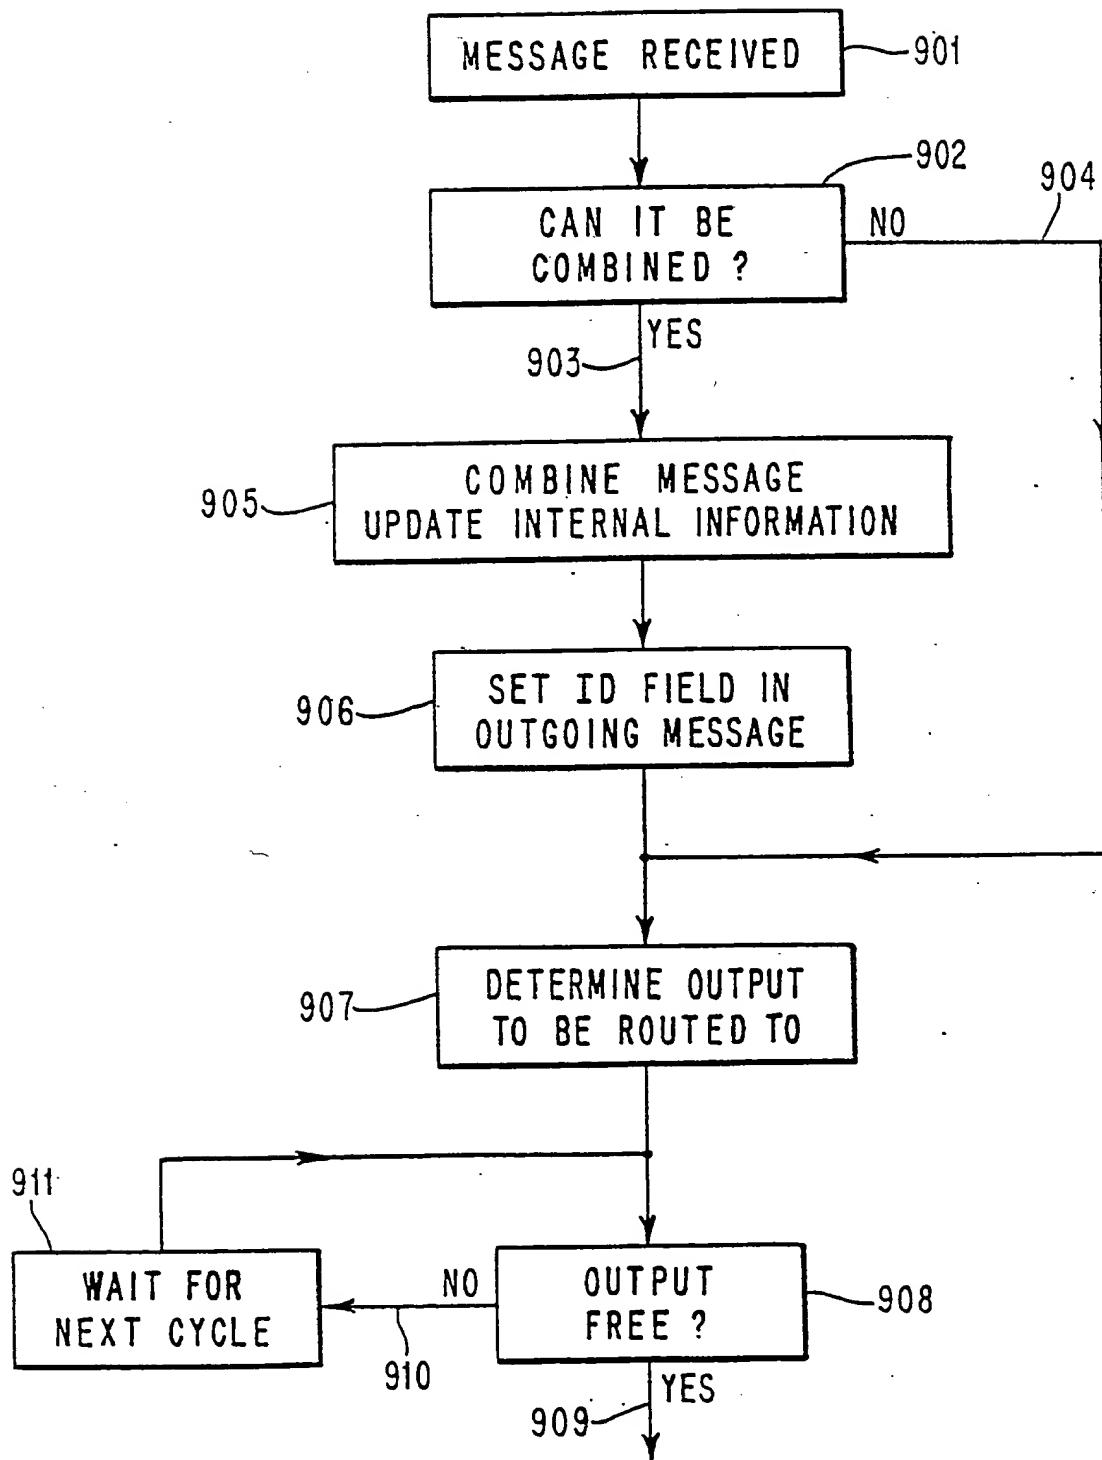 MESSAGE RECEIVED
901
902
904
CAN IT BE
COMBINED ?
NO
YES
903
COMBINE MESSAGE
UPDATE INTERNAL INFORMATION
905
SET ID FIELD IN
OUTGOING MESSAGE
906
DETERMINE OUTPUT
TO BE ROUTED TO
907
911
WAIT FOR
NEXT CYCLE
NO
910
OUTPUT
FREE ?
908
YES
909